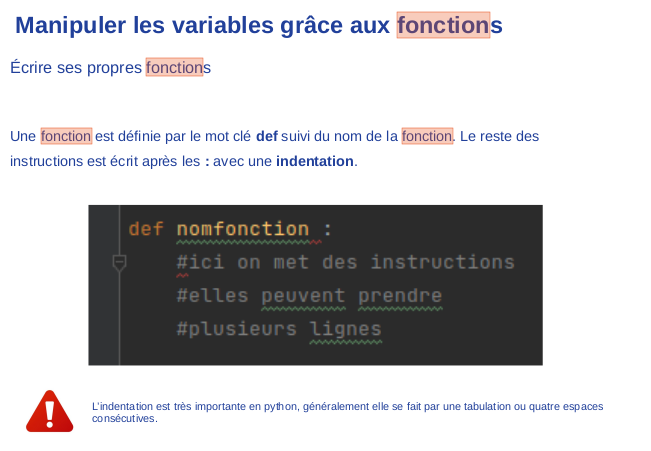 Manipuler les variables grâce aux fonctions
Écrire ses propres fonctions
Une fonction est définie par le mot clé def suivi du nom de la fonction. Le reste des
instructions est écrit après les : avec une indentation.
def nomfonction :
#ici on met des instructions
#elles peuvent prendre
#plusieurs lignes
L'indentation est très importante en python, généralement elle se fait par une tabulation ou quatre espaces
consécutives.